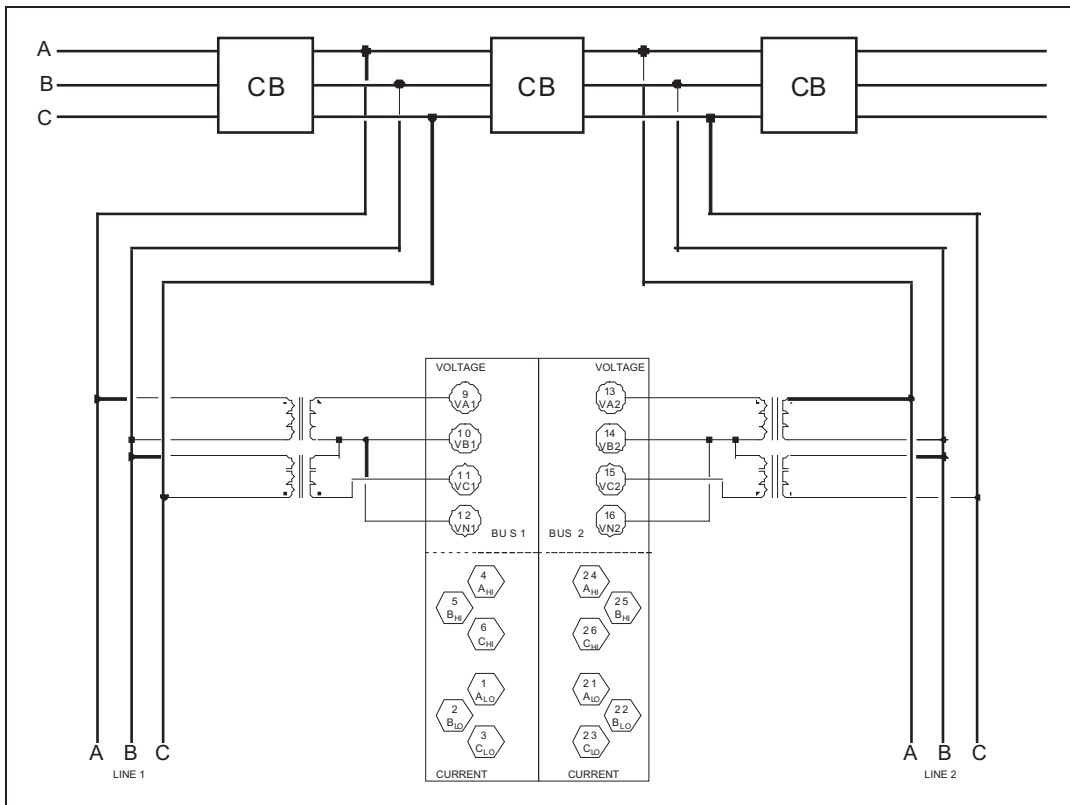 A
B
C
CB
CB
CB
VOLTAGE
VOLTAGE
9
VA1
13
VA2
10
VB1
14
VB2
11
VC1
15
VC2
12
VN1
16
VN2
BUS 1
BUS 2
4
AHI
24
AHI
5
BHI
25
BHI
6
CHI
26
CHI
1
ALO
21
ALO
2
BLO
22
BLO
3
CLO
23
CLO
CURRENT
CURRENT
A B C
LINE 1
A B C
LINE 2